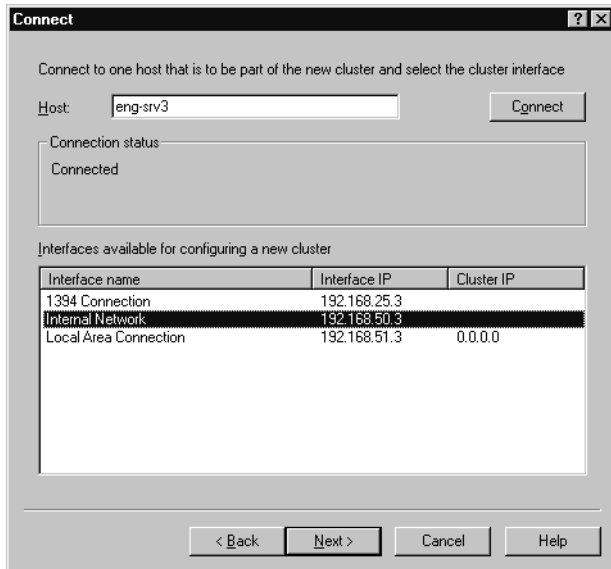 Connect
Connect to one host that is to be part of the new cluster and select the cluster interface
Host: eng-srv3 Connect
Connection status
Connected
Interfaces available for configuring a new cluster
Interface name Interface IP Cluster IP
1394 Connection 192.168.25.3
Internal Network 192.168.50.3
Local Area Connection 192.168.51.3 0.0.0.0
< Back Next > Cancel Help